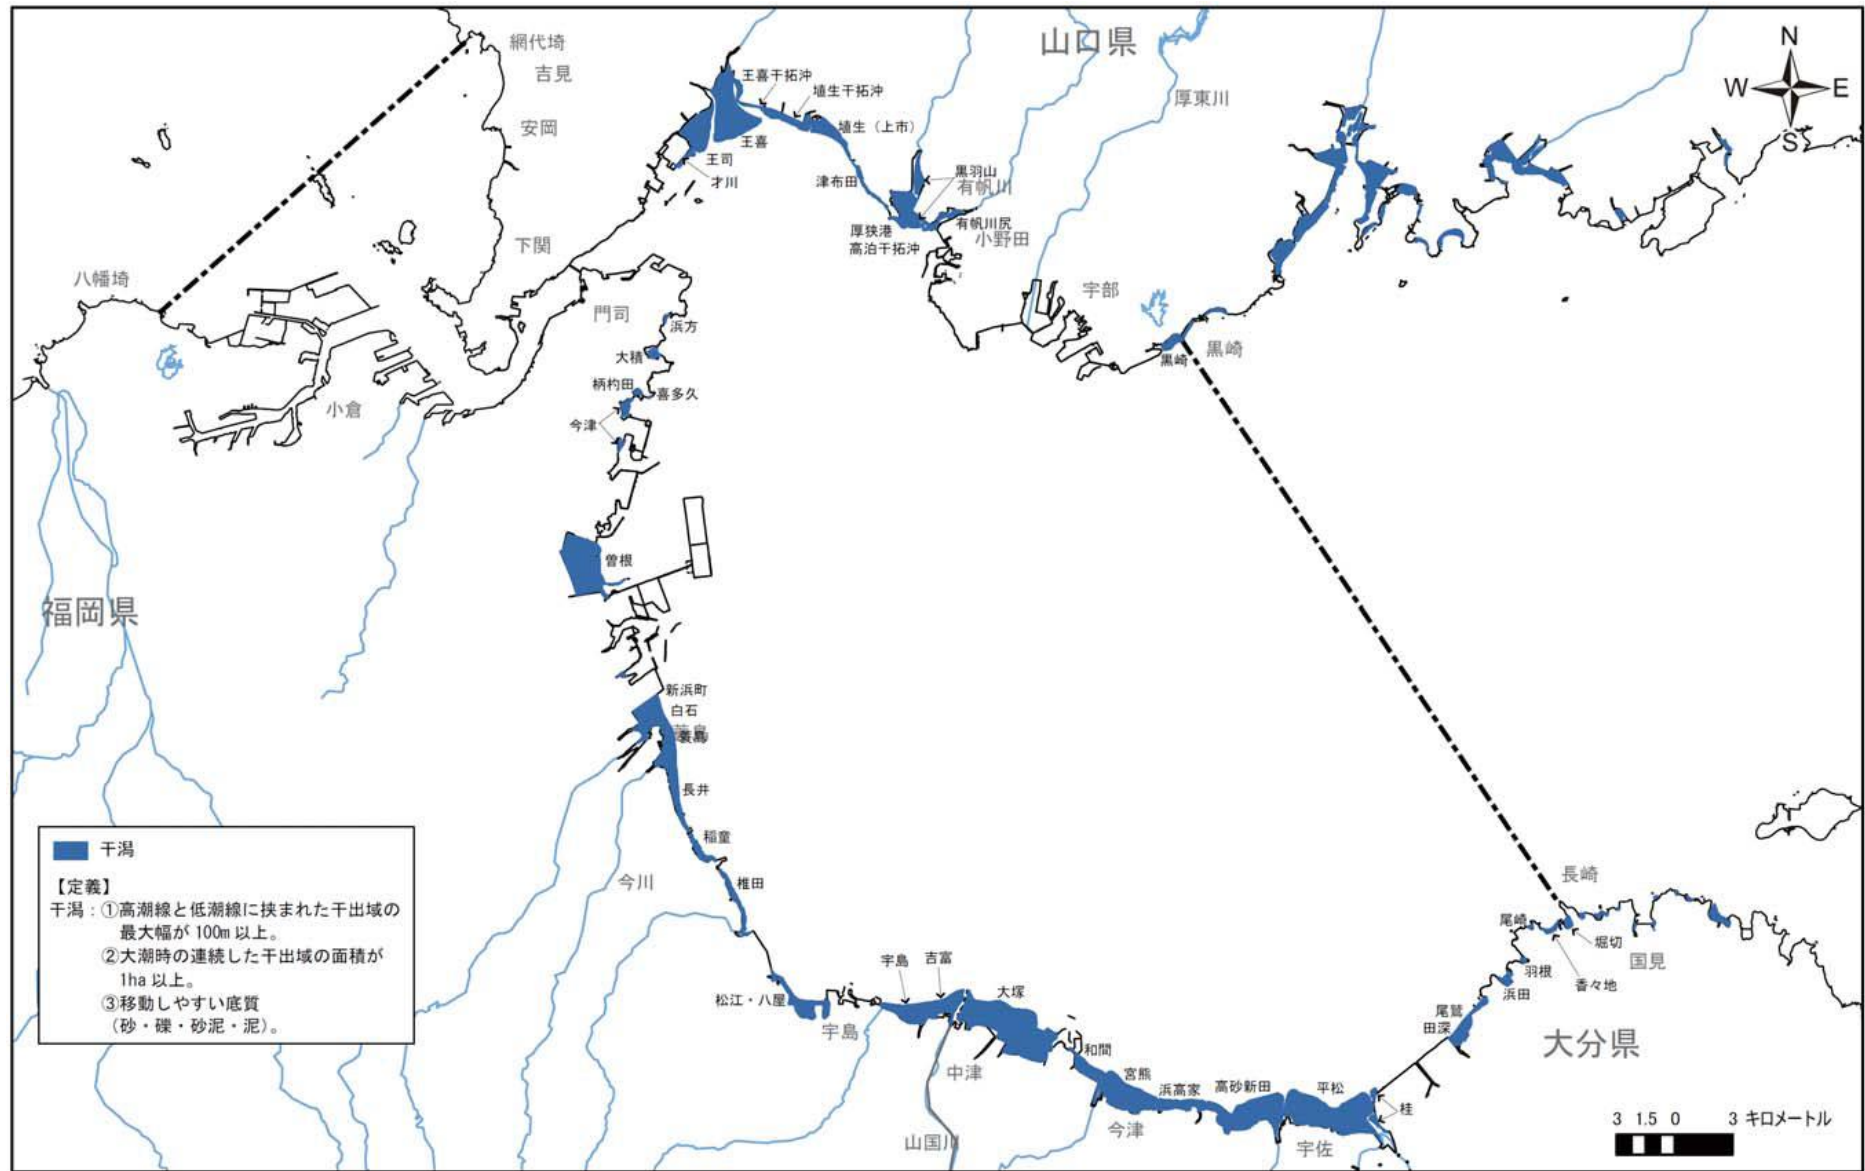 網代埼
吉見
安岡
下関
八幡埼
小倉
門司
山口県
厚東川
N
W
E
S
王喜干拓沖
埴生干拓沖
埴生（上市）
王喜
王司
才川
津布田
黒羽山
有帆川
有帆川尻
小野田
厚狭港
高泊干拓沖
宇部
黒崎
黒崎
浜方
大積
柄杓田
喜多久
今津
曽根
福岡県
新浜町
白石
蓑島
長井
稲童
今川
椎田
松江・八屋
宇島
宇島
吉富
大塚
中津
山国川
和間
宮熊
浜高家
今津
高砂新田
平松
宇佐
桂
田深
尾鷲
浜田
羽根
尾崎
長崎
堀切
香々地
国見
大分県
干潟
【定義】
干潟：①高潮線と低潮線に挟まれた干出域の
最大幅が 100m 以上。
②大潮時の連続した干出域の面積が
1ha 以上。
③移動しやすい底質
（砂・礫・砂泥・泥）。
3 1.5 0 3 キロメートル